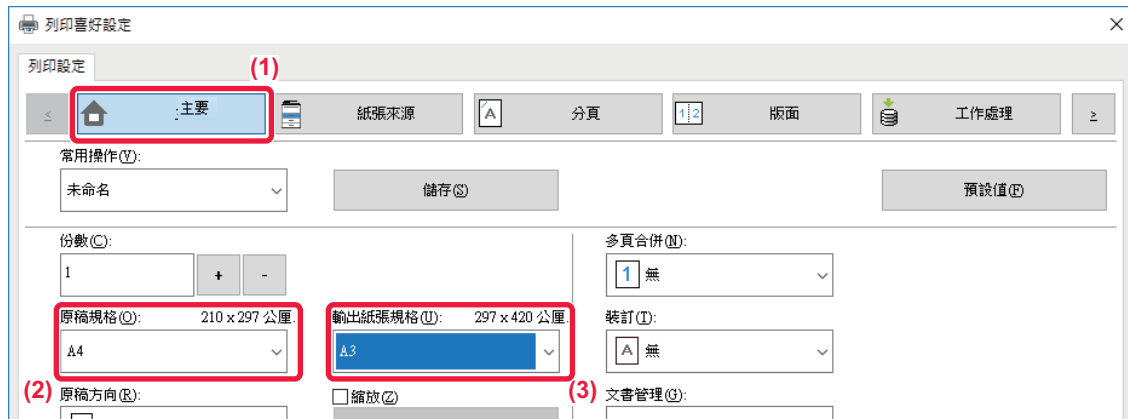 列印喜好設定
列印設定
(1)
主要
紙張來源
分頁
版面
工作處理
常用操作(V):
未命名
儲存(S)
預設值(F)
份數(C):
1
+
-
多頁合併(N):
1 無
原稿規格(O): 210 x 297 公厘.
A4
輸出紙張規格(U): 297 x 420 公厘.
A3
裝訂(T):
A 無
(2)
原稿方向(R):
縮放(Z)
(3)
文書管理(G):